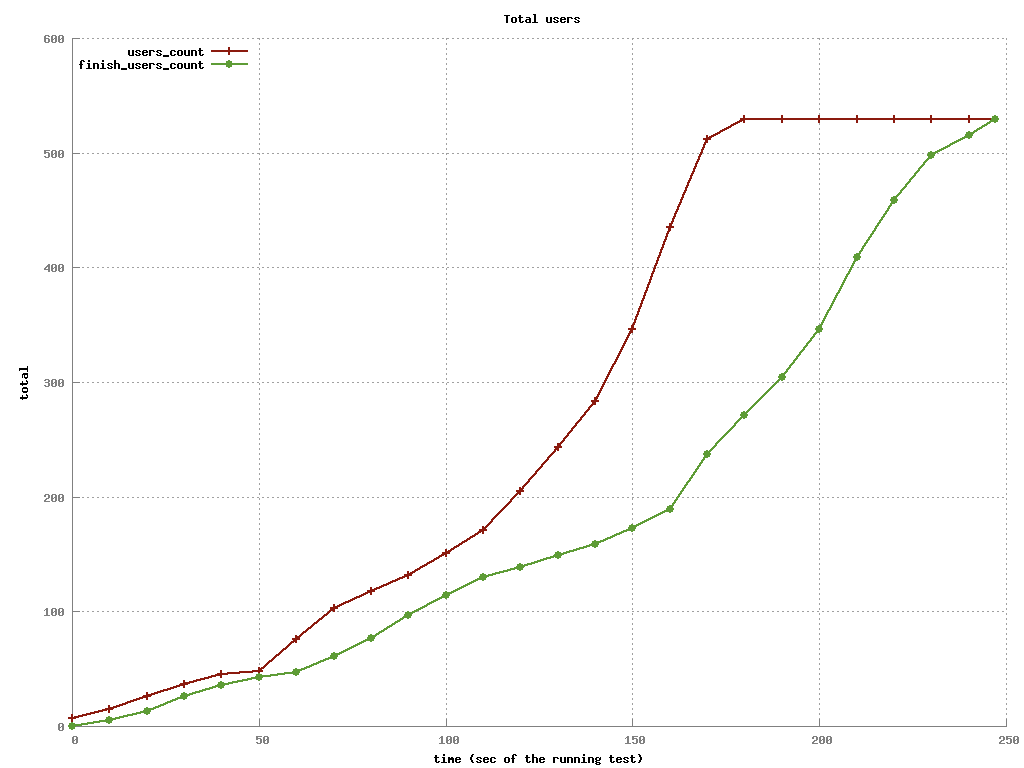 Total users
users_count
finish_users_count
600
500
400
300
200
100
0
total
0 50 100 150 200 250
time (sec of the running test)